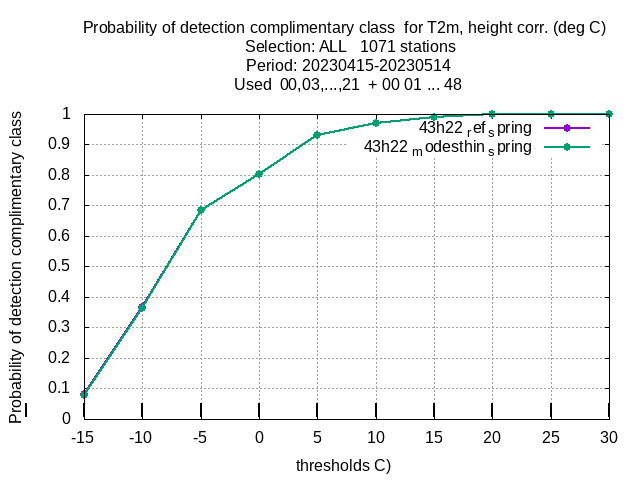 Probability of detection complimentary class  for T2m, height corr. (deg C)
Selection: ALL   1071 stations
Period: 20230415-20230514
Used  00,03,...,21  + 00 01 ... 48
Probability of detection complimentary class
1
0.9
0.8
0.7
0.6
0.5
0.4
0.3
0.2
0.1
0
43h22 ref spring
43h22 modesthin spring
-15 -10 -5 0 5 10 15 20 25 30
thresholds C)